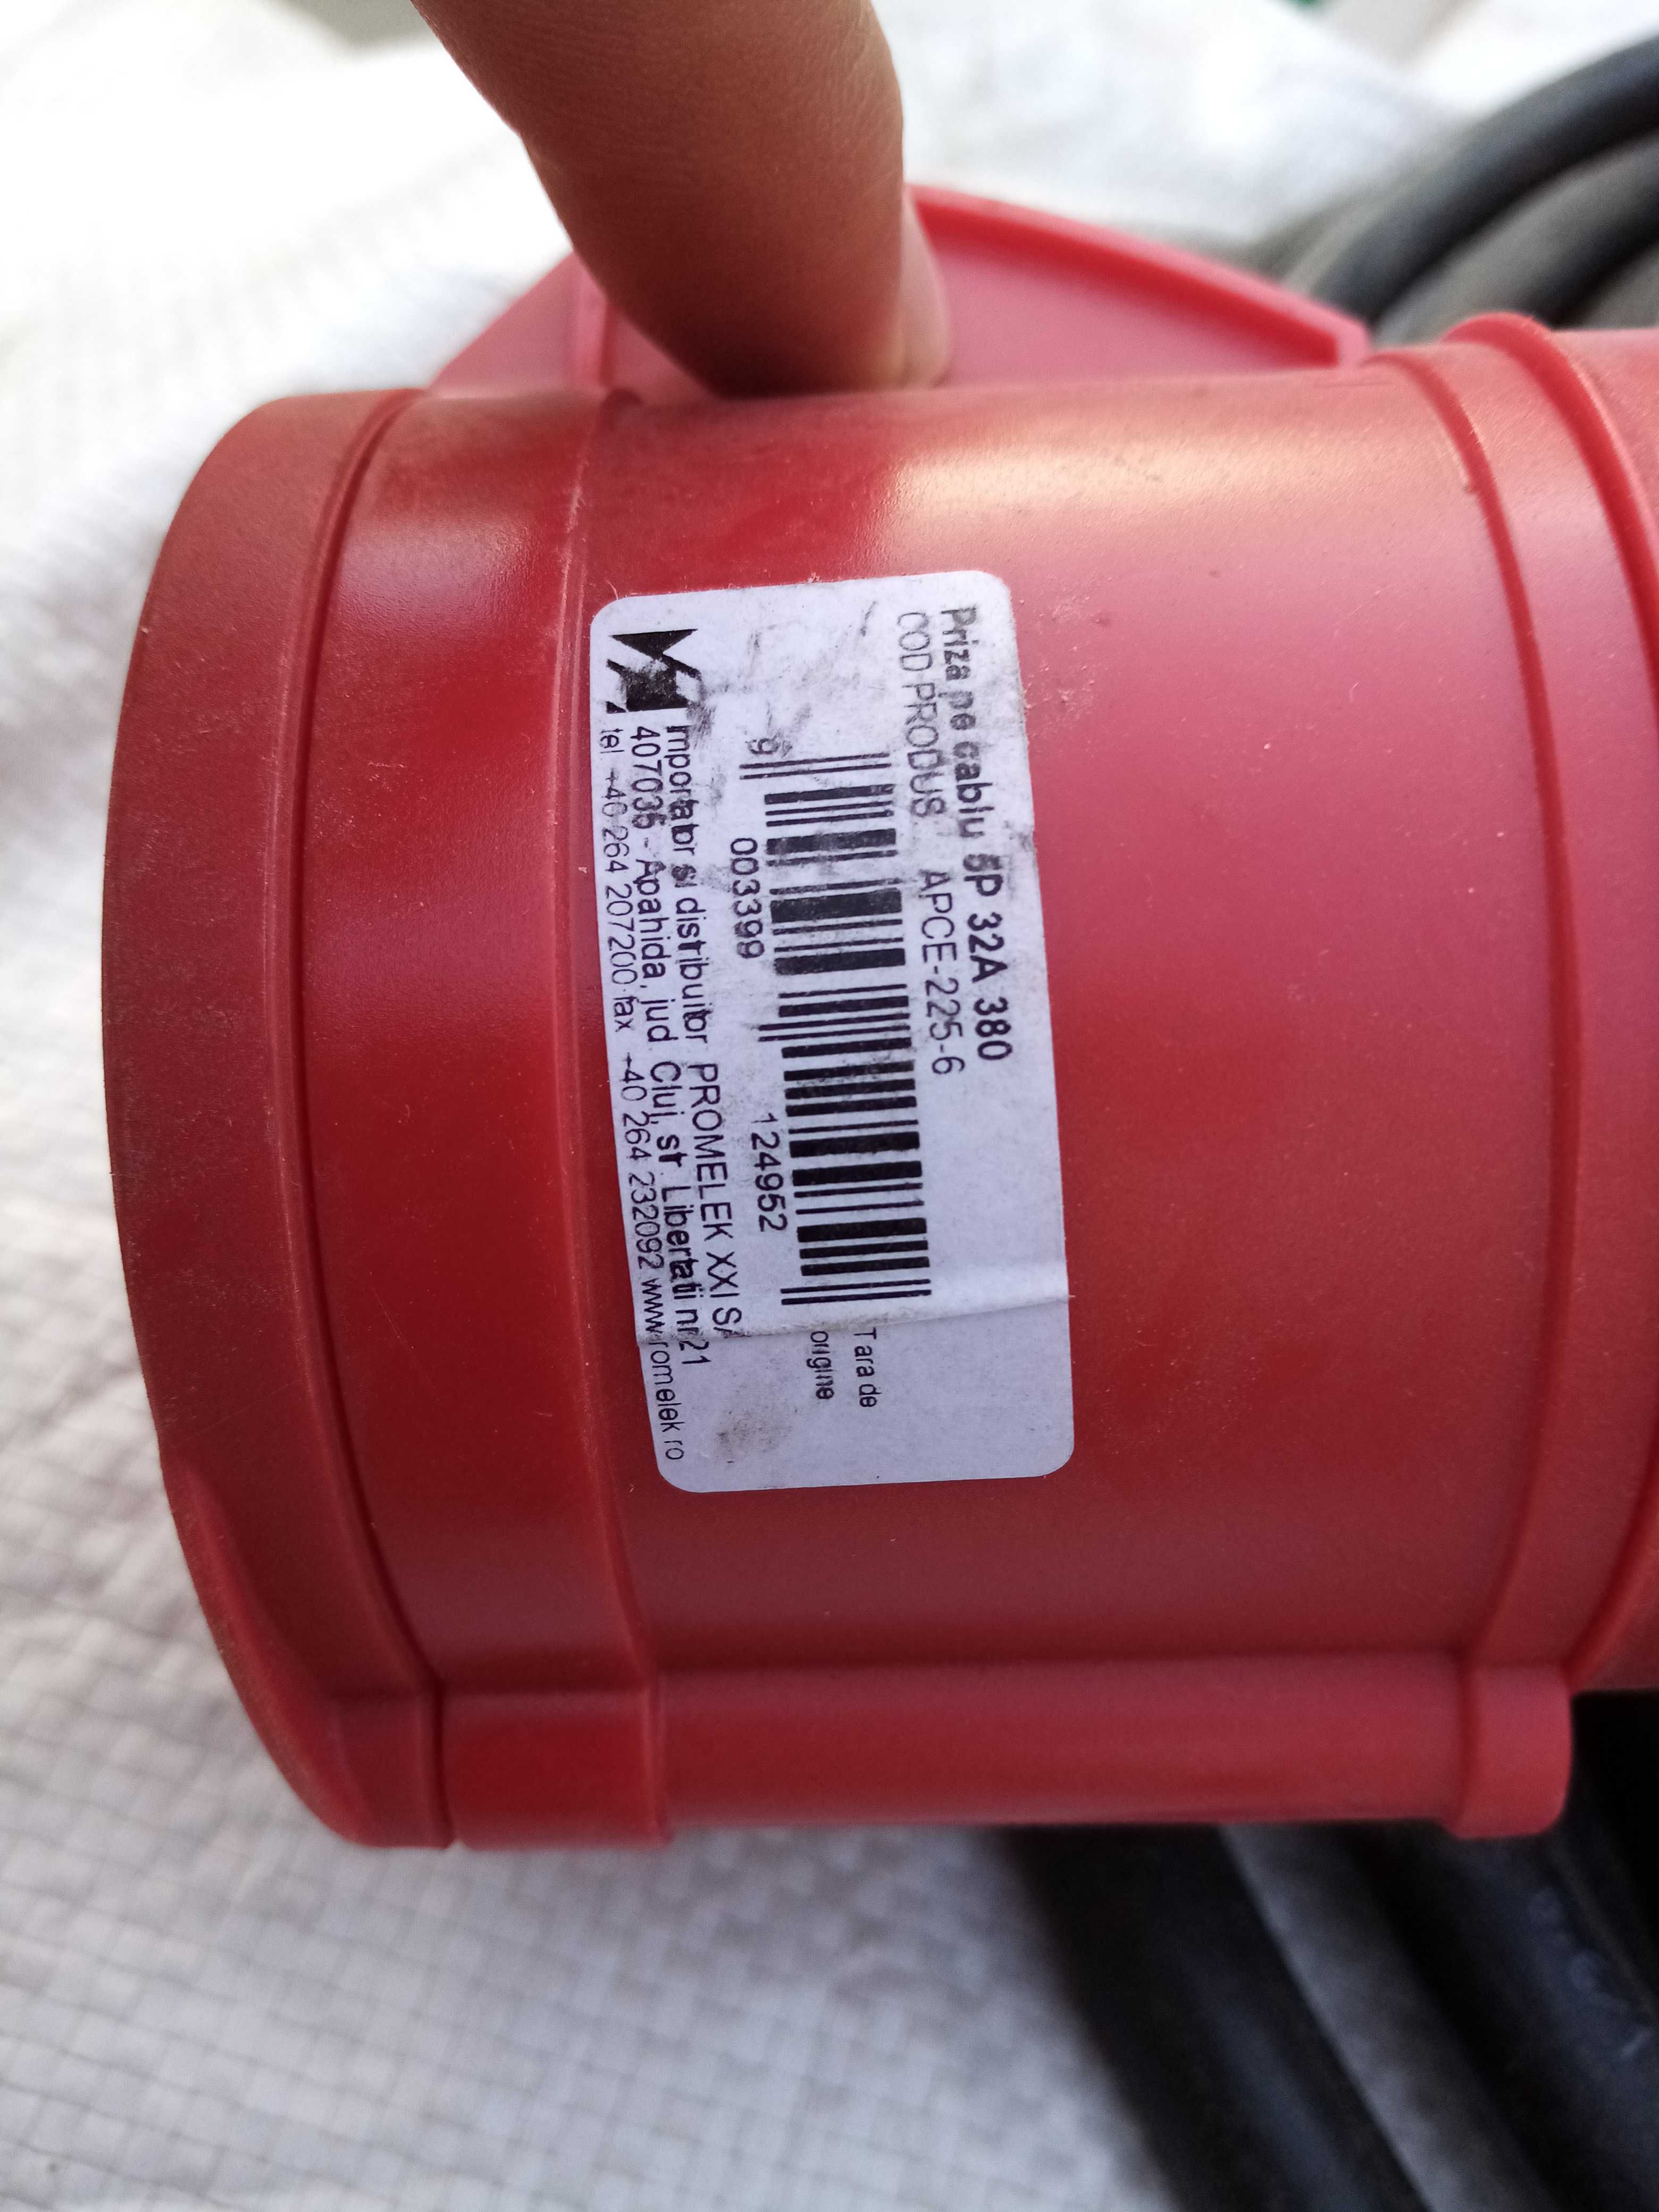 Priza pe cablu 5P 32A 380
COD PRODUS APCE-225-6
9 003399 124952
Tara de
origine
Importator si distribuitor PROMELEK XXI SA
407035 - Apahida, jud Cluj, str Libertatii nr 21
tel +40 264 207200 fax +40 264 232092 www.romelek.ro